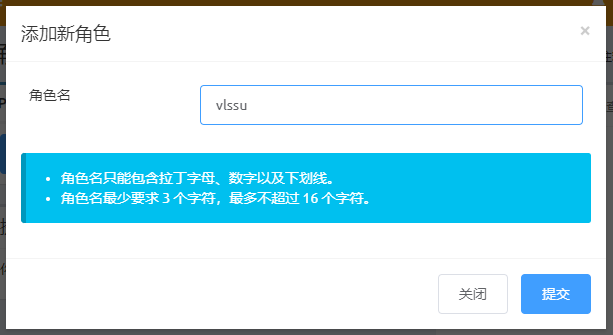 添加新角色
×
角色名
vlssu
• 角色名只能包含拉丁字母、数字以及下划线。
• 角色名最少要求 3 个字符，最多不超过 16 个字符。
关闭
提交